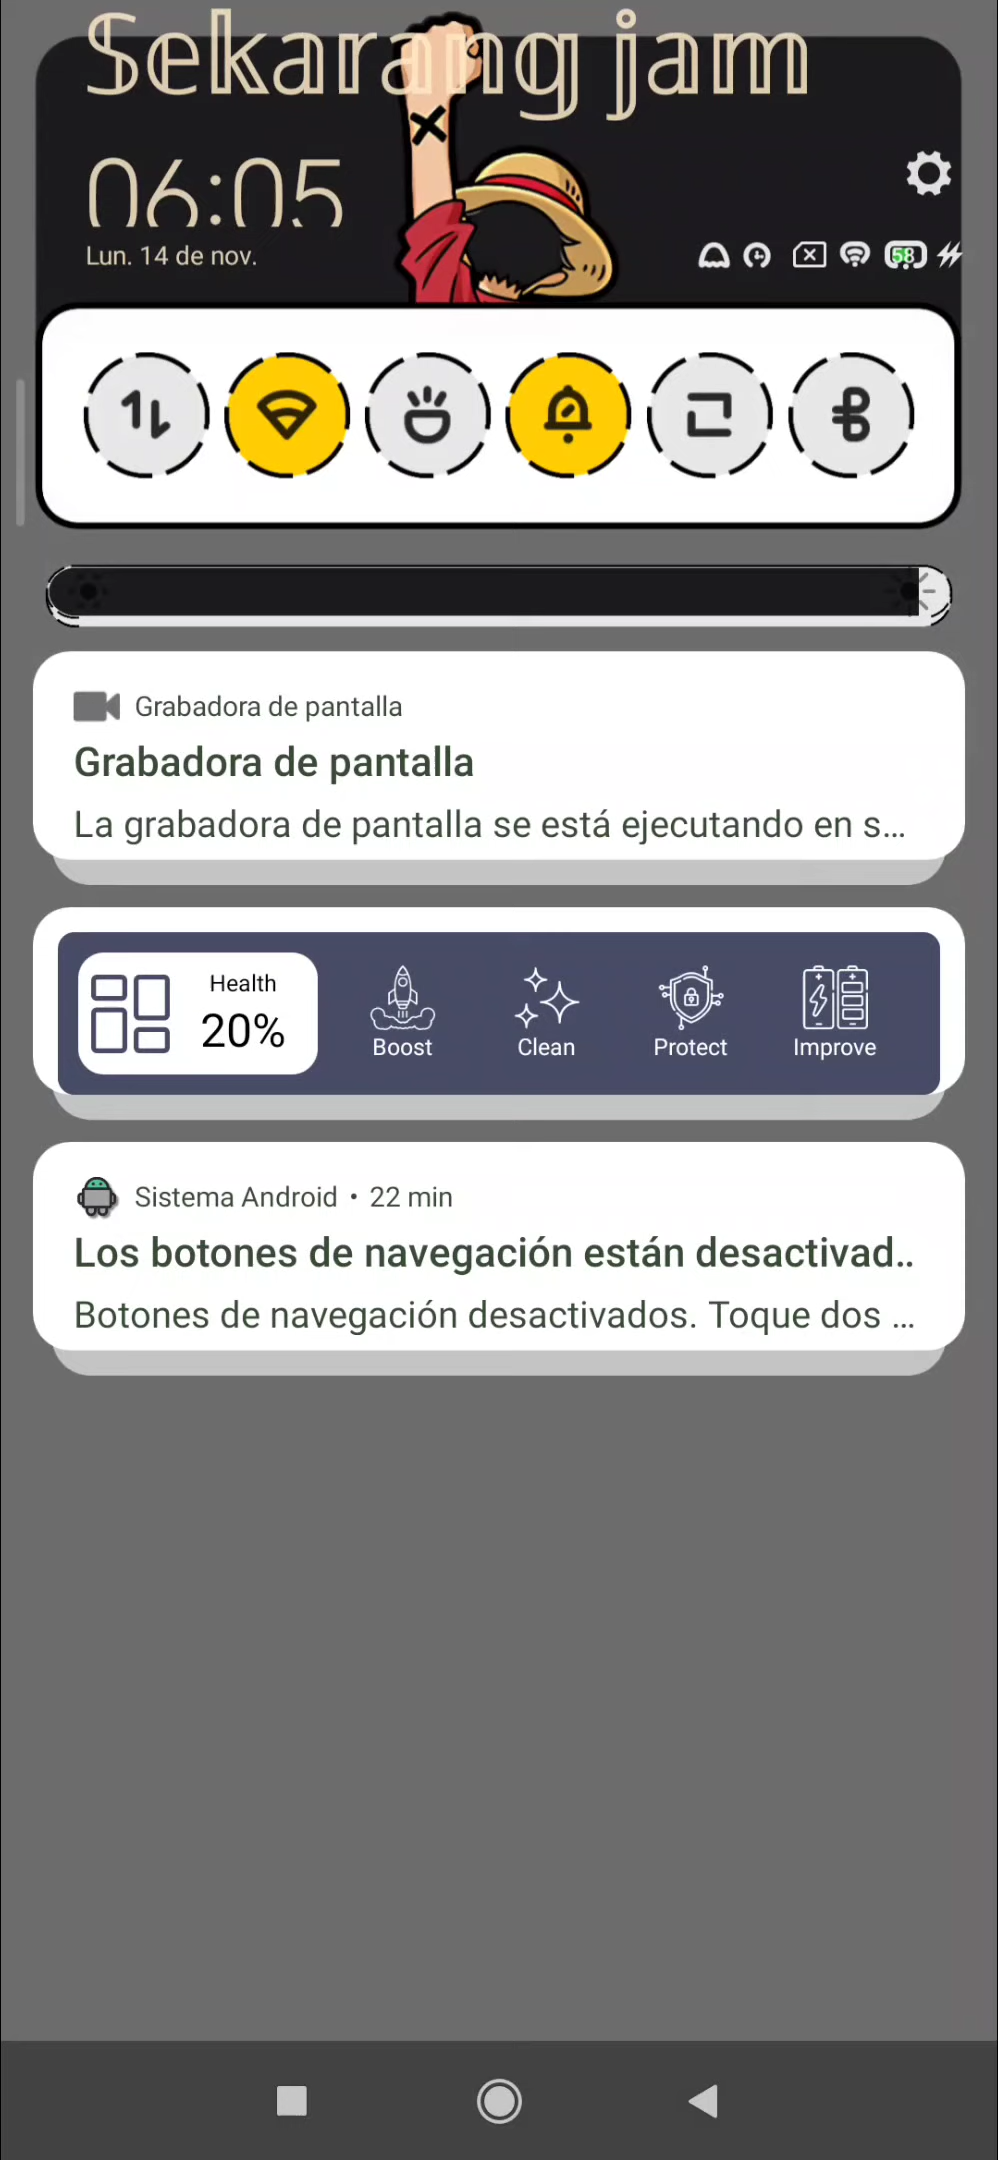 Sekarang jam
06:05
Lun. 14 de nov.
58
Grabadora de pantalla
Grabadora de pantalla
La grabadora de pantalla se está ejecutando en s...
Health
20%
Boost
Clean
Protect
Improve
Sistema Android • 22 min
Los botones de navegación están desactivad..
Botones de navegación desactivados. Toque dos ...